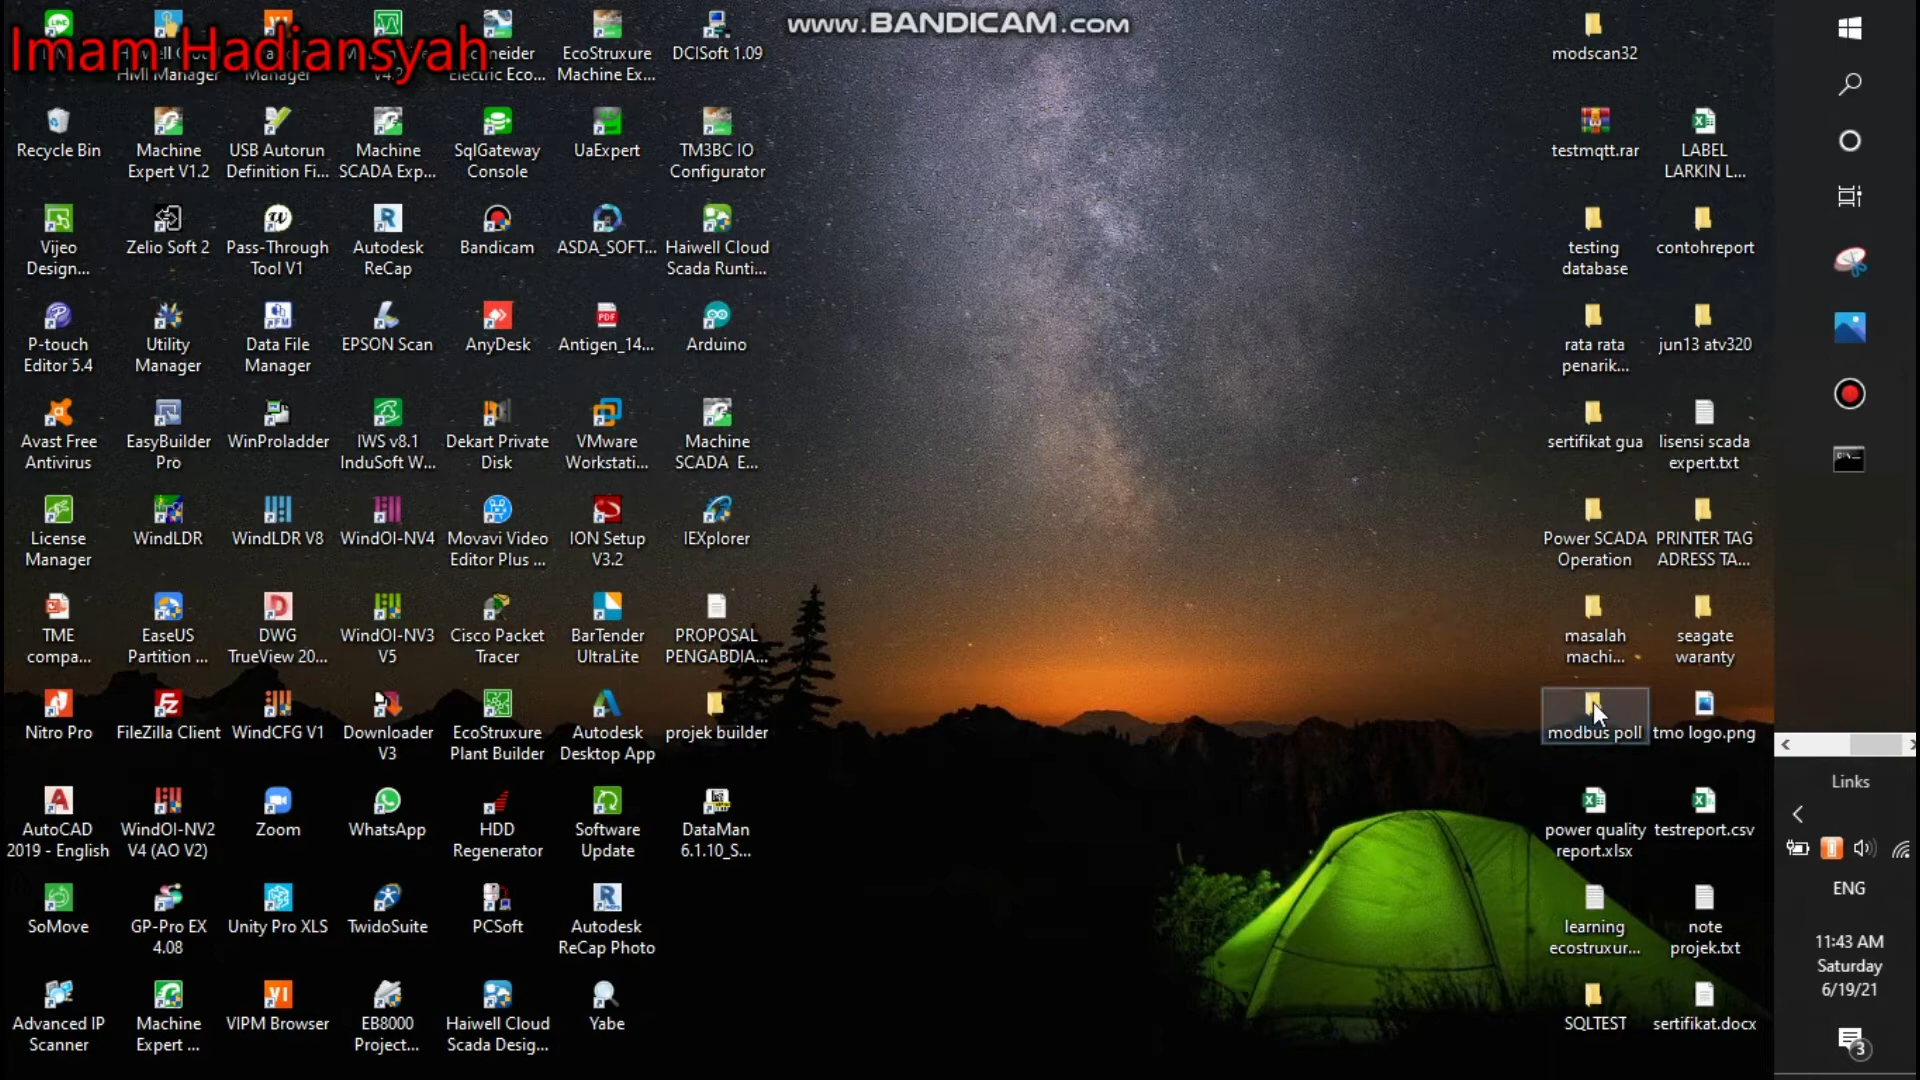 Imam Hadiansyah
www.BANDICAM.com
HMI Manager
Manager
V4.2
Schneider
Electric Eco...
EcoStruxure
Machine Ex...
DCISoft 1.09
modscan32
Recycle Bin
Machine
Expert V1.2
USB Autorun
Definition Fi...
Machine
SCADA Exp...
SqlGateway
Console
UaExpert
TM3BC IO
Configurator
testmqtt.rar
LABEL
LARKIN L...
Vijeo
Design...
Zelio Soft 2
Pass-Through
Tool V1
Autodesk
ReCap
Bandicam
ASDA_SOFT...
Haiwell Cloud
Scada Runti...
testing
database
contohreport
P-touch
Editor 5.4
Utility
Manager
Data File
Manager
EPSON Scan
AnyDesk
Antigen_14...
Arduino
rata rata
penarik...
jun13 atv320
Avast Free
Antivirus
EasyBuilder
Pro
WinProladder
IWS v8.1
InduSoft W...
Dekart Private
Disk
VMware
Workstati...
Machine
SCADA E...
sertifikat gua
lisensi scada
expert.txt
License
Manager
WindLDR
WindLDR V8
WindOI-NV4
Movavi Video
Editor Plus ...
ION Setup
V3.2
IEXplorer
Power SCADA
Operation
PRINTER TAG
ADRESS TA...
TME
compa...
EaseUS
Partition ...
DWG
TrueView 20...
WindOI-NV3
V5
Cisco Packet
Tracer
BarTender
UltraLite
PROPOSAL
PENGABDIA...
masalah
machi...
seagate
waranty
Nitro Pro
FileZilla Client
WindCFG V1
Downloader
V3
EcoStruxure
Plant Builder
Autodesk
Desktop App
projek builder
modbus poll
tmo logo.png
AutoCAD
2019 - English
WindOI-NV2
V4 (AO V2)
Zoom
WhatsApp
HDD
Regenerator
Software
Update
DataMan
6.1.10_S...
power quality
report.xlsx
testreport.csv
Links
SoMove
GP-Pro EX
4.08
Unity Pro XLS
TwidoSuite
PCSoft
Autodesk
ReCap Photo
learning
ecostruxur...
note
projek.txt
ENG
11:43 AM
Saturday
6/19/21
Advanced IP
Scanner
Machine
Expert ...
VIPM Browser
EB8000
Project...
Haiwell Cloud
Scada Desig...
Yabe
SQLTEST
sertifikat.docx
3